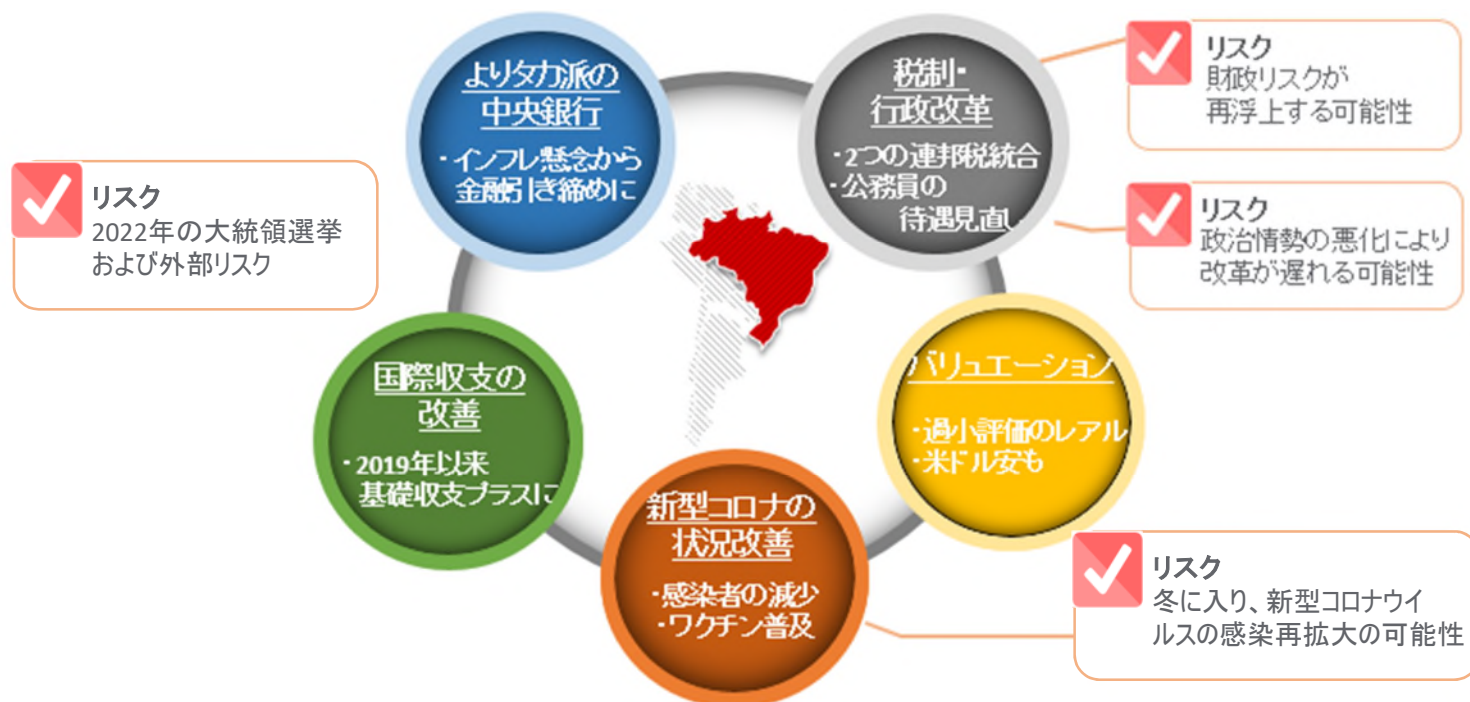 よりタカ派の
中央銀行
・インフレ懸念から
金融引き締めに
税制・
行政改革
・2つの連邦税統合
・公務員の
待遇見直し
リスク
財政リスクが
再浮上する可能性
リスク
政治情勢の悪化により
改革が遅れる可能性
リスク
2022年の大統領選挙
および外部リスク
国際収支の
改善
・2019年以来
基礎収支プラスに
バリュエーション
・過小評価のレアル
・米ドル安も
新型コロナの
状況改善
・感染者の減少
・ワクチン普及
リスク
冬に入り、新型コロナウイ
ルスの感染再拡大の可能性